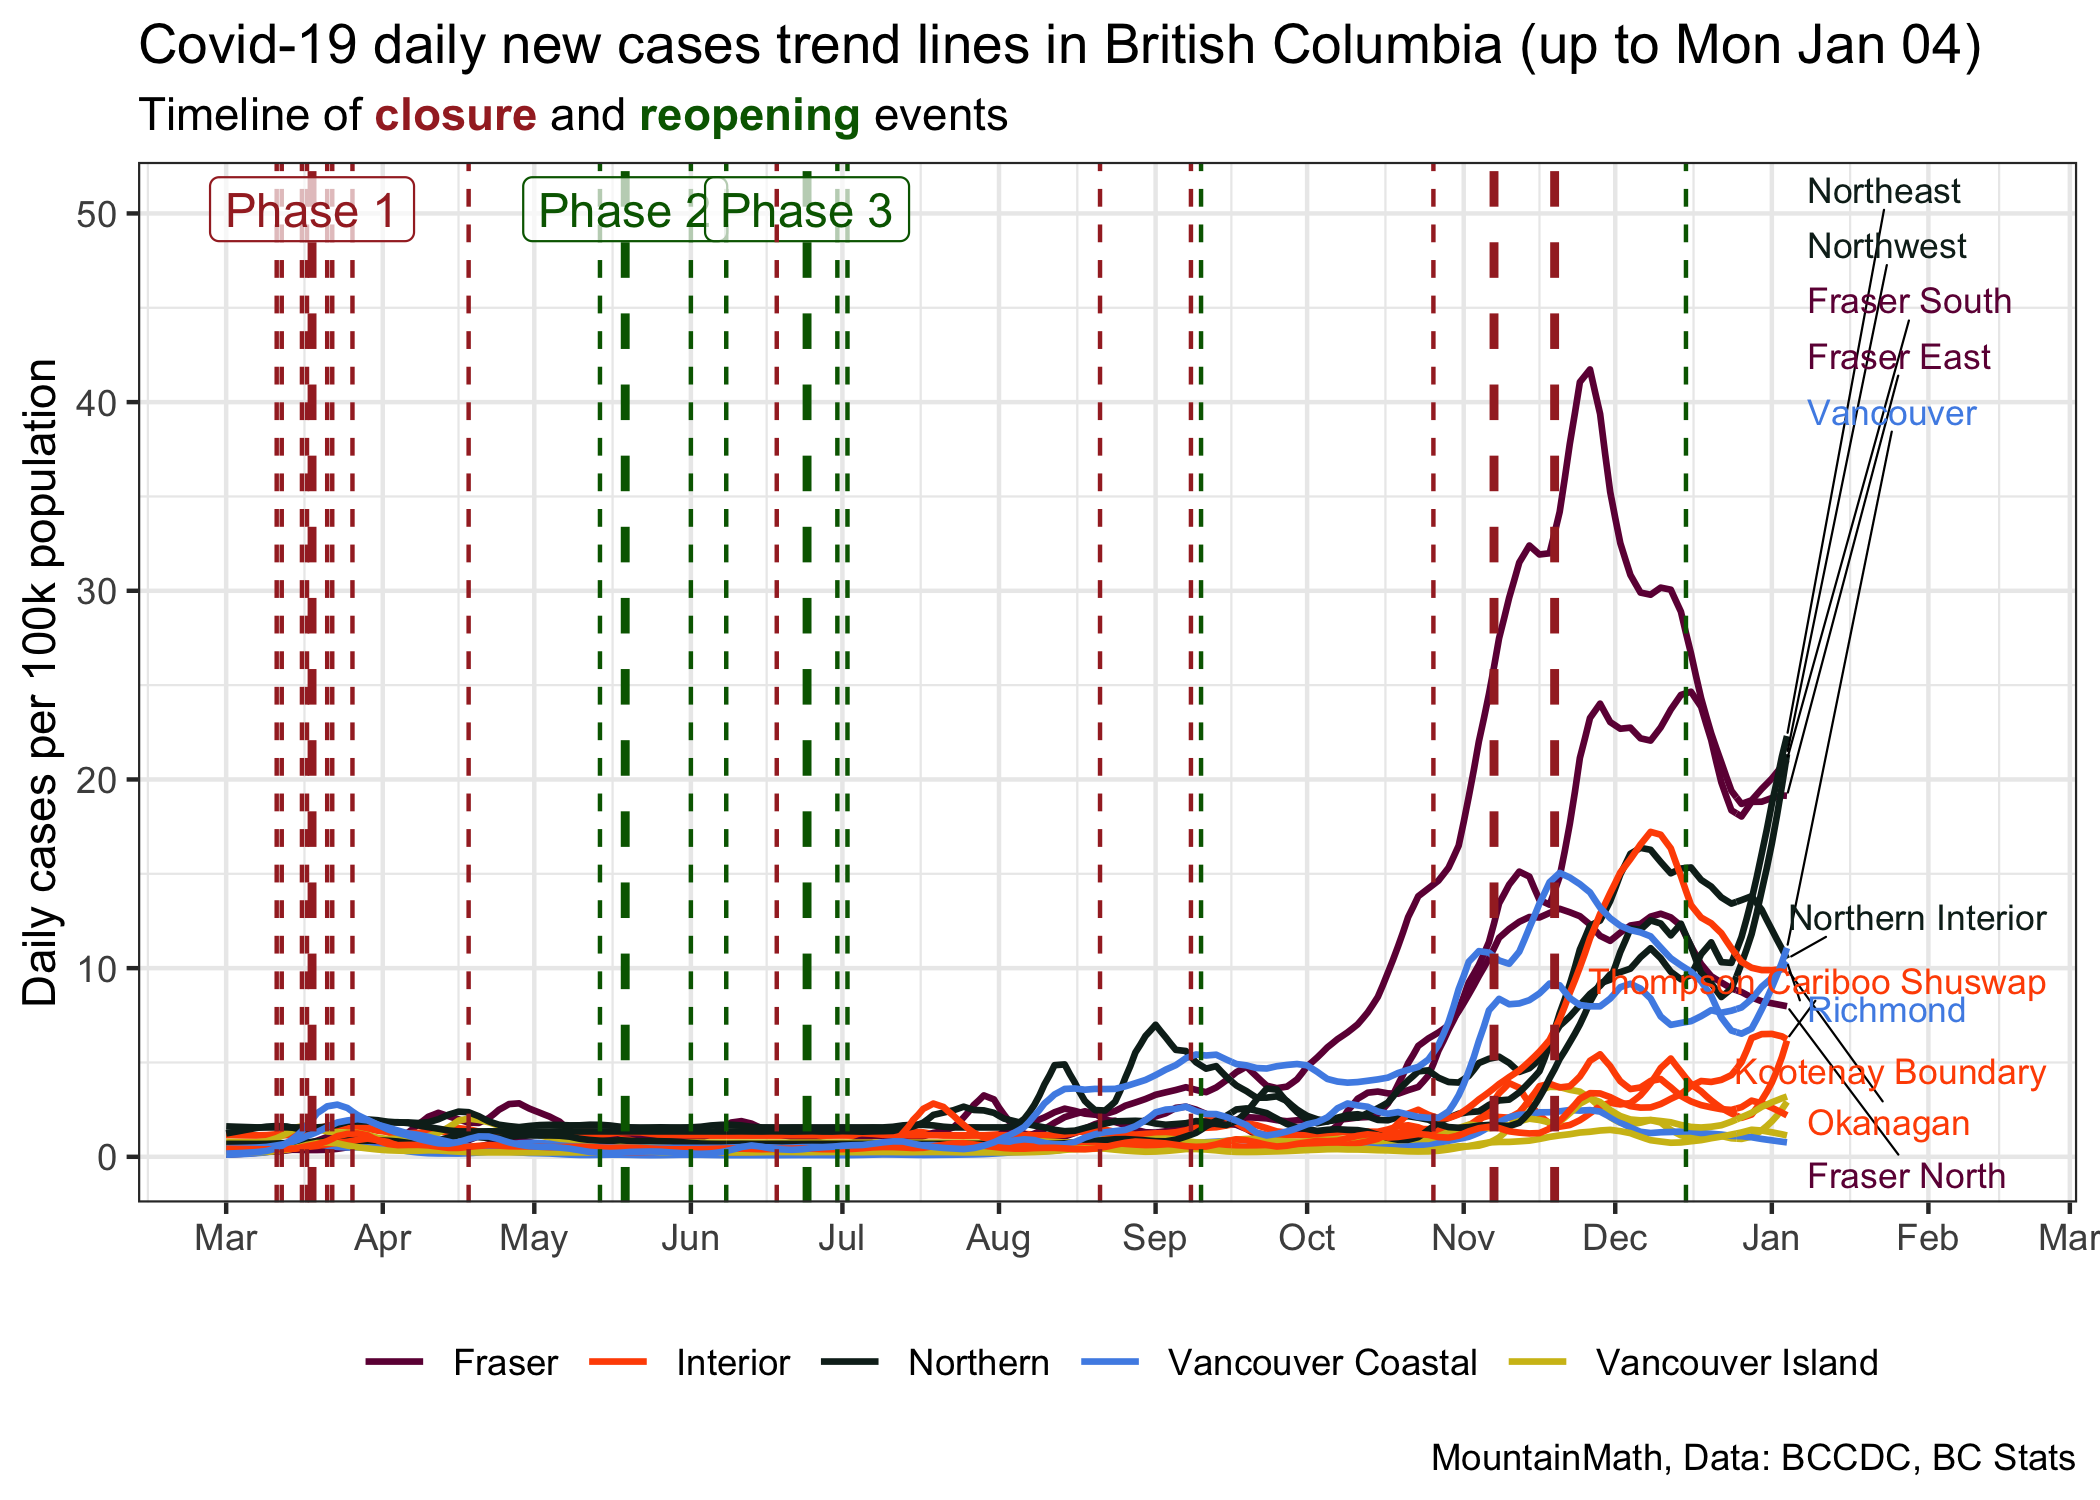 Covid-19 daily new cases trend lines in British Columbia (up to Mon Jan 04)
Timeline of closure and reopening events
Daily cases per 100k population
50
40
30
20
10
0
Phase 1
Phase 2
Phase 3
Northeast
Northwest
Fraser South
Fraser East
Vancouver
Northern Interior
Thompson Cariboo Shuswap
Richmond
Kootenay Boundary
Okanagan
Fraser North
Mar Apr May Jun Jul Aug Sep Oct Nov Dec Jan Feb Mar
Fraser Interior Northern Vancouver Coastal Vancouver Island
MountainMath, Data: BCCDC, BC Stats